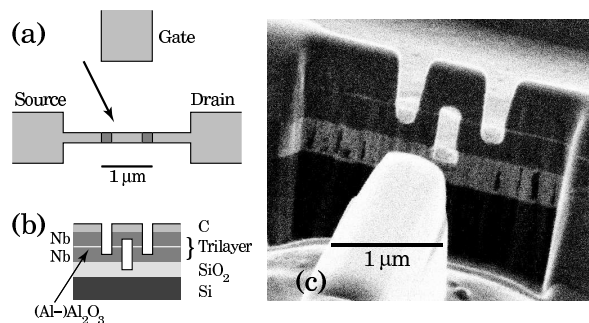 (a)
Gate
Source
Drain
1 μm
(b)
C
Nb
Trilayer
Nb
SiO2
Si
(Al–)Al2O3
(c)
1 μm